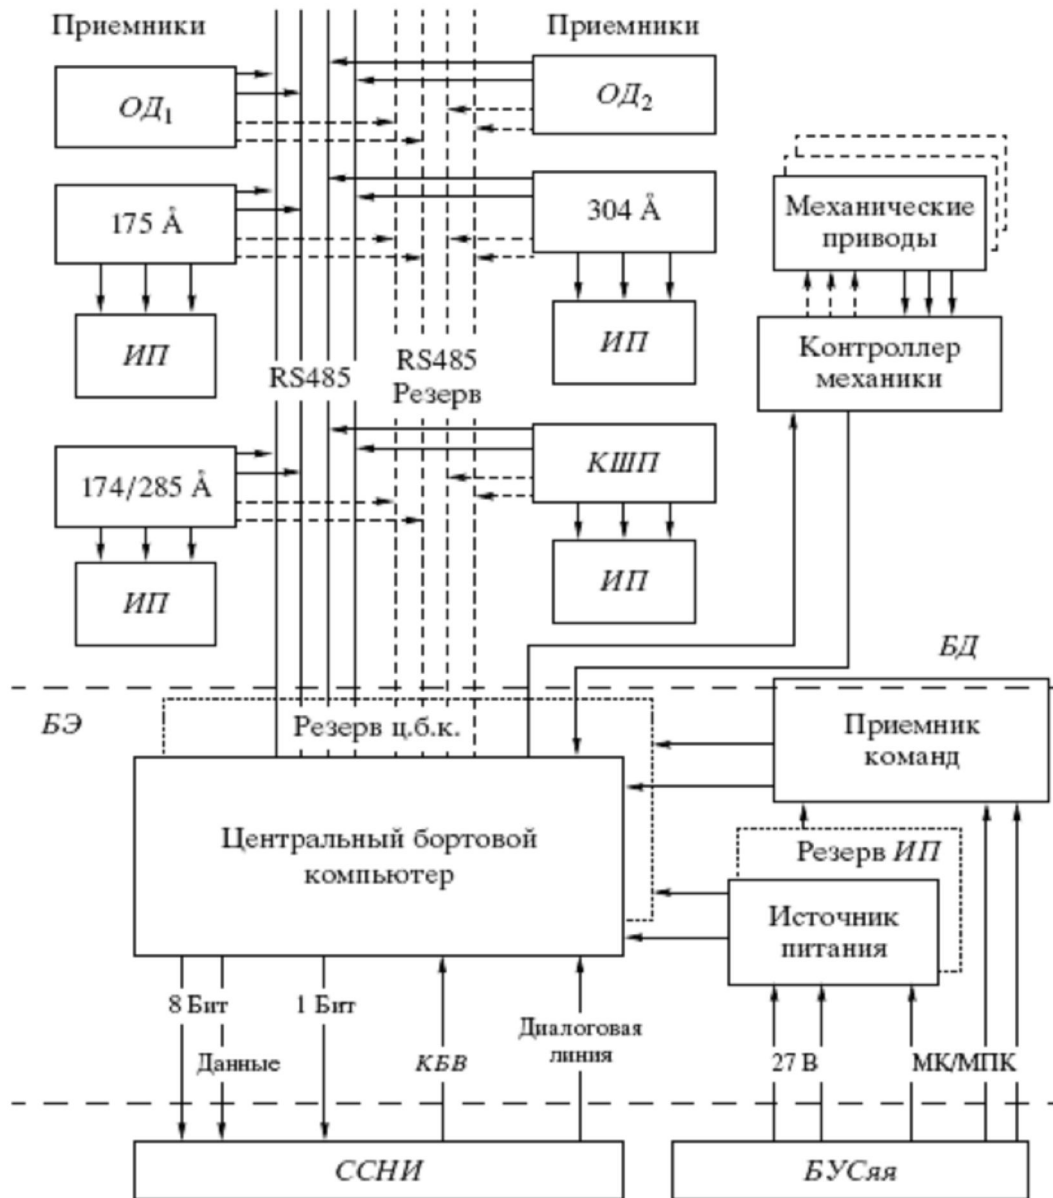 Приемники
Приемники
ОД1
ОД2
175 Å
304 Å
Механические
приводы
ИП
ИП
RS485
RS485
Резерв
Контроллер
механики
174/285 Å
КШП
ИП
ИП
БД
БЭ
Резерв ц.б.к.
Приемник
команд
Центральный бортовой
компьютер
Резерв ИП
Источник
питания
8 Бит
1 Бит
Данные
КБВ
Диалоговая
линия
27 В
МК/МПК
ССНИ
БУСяя